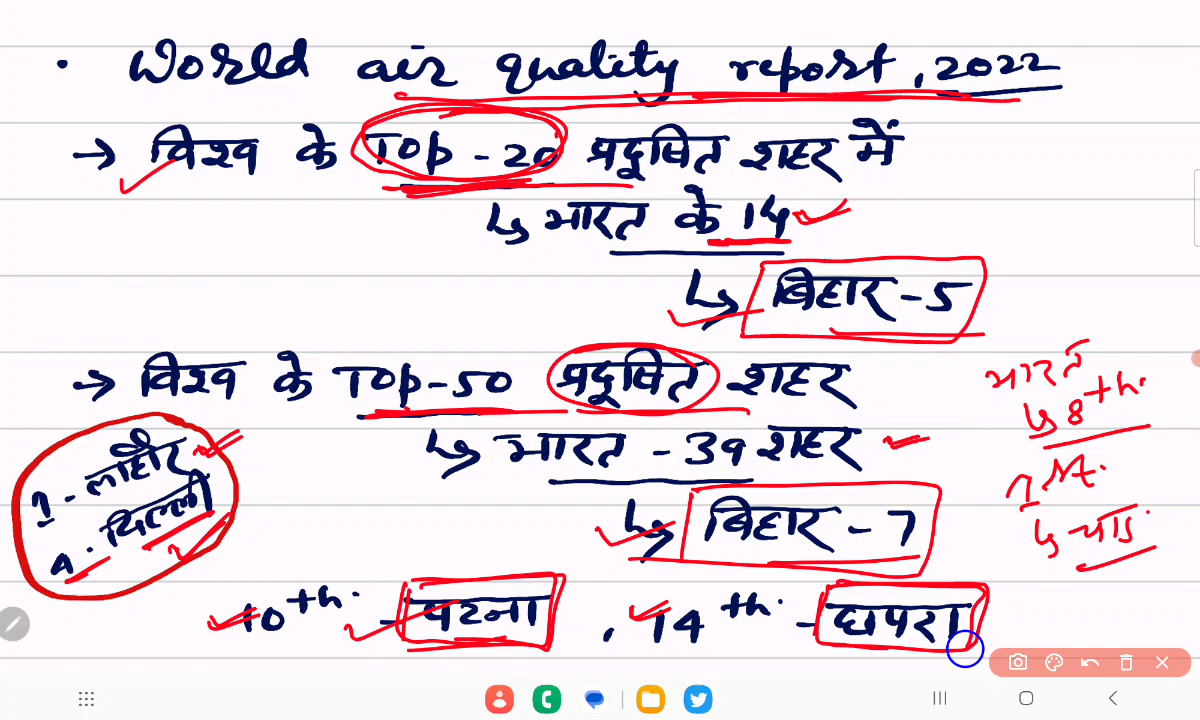 • World air quality report, 2022
→ विश्व के Top-20 प्रदूषित शहर में
↳ भारत के 14
↳ बिहार-5
→ विश्व के Top-50 प्रदूषित शहर
↳ भारत - 39 शहर
↳ बिहार-7
10th. - पटना, 14th. - छपरा
1 - लाहौर
4. दिल्ली
भारत
↳ 8th.
1st.
↳ चाड